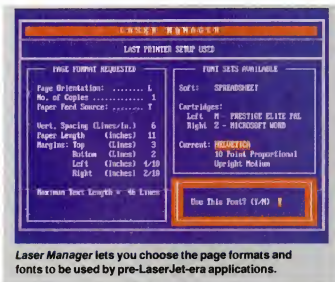 LASER MANAGER
LAST PRINTER SETUP USED
PAGE FORMAT REQUESTED
Page Orientation: ........ L
No. of Copies ............ 1
Paper Feed Source: ....... T
Vert. Spacing (Lines/In.) 6
Paper Length (Inches) 11
Margins: Top (Lines) 3
Bottom (Lines) 2
Left (Inches) 4/10
Right (Inches) 2/10
Maximum Text Length = 46 Lines
FONT SETS AVAILABLE
Soft: SPREADSHEET
Cartridges:
Left M - PRESTIGE ELITE PAL
Right Z - MICROSOFT WORD
Current: HELVETICA
10 Point Proportional
Upright Medium
Use This Font? (Y/N)
Laser Manager lets you choose the page formats and
fonts to be used by pre-LaserJet-era applications.